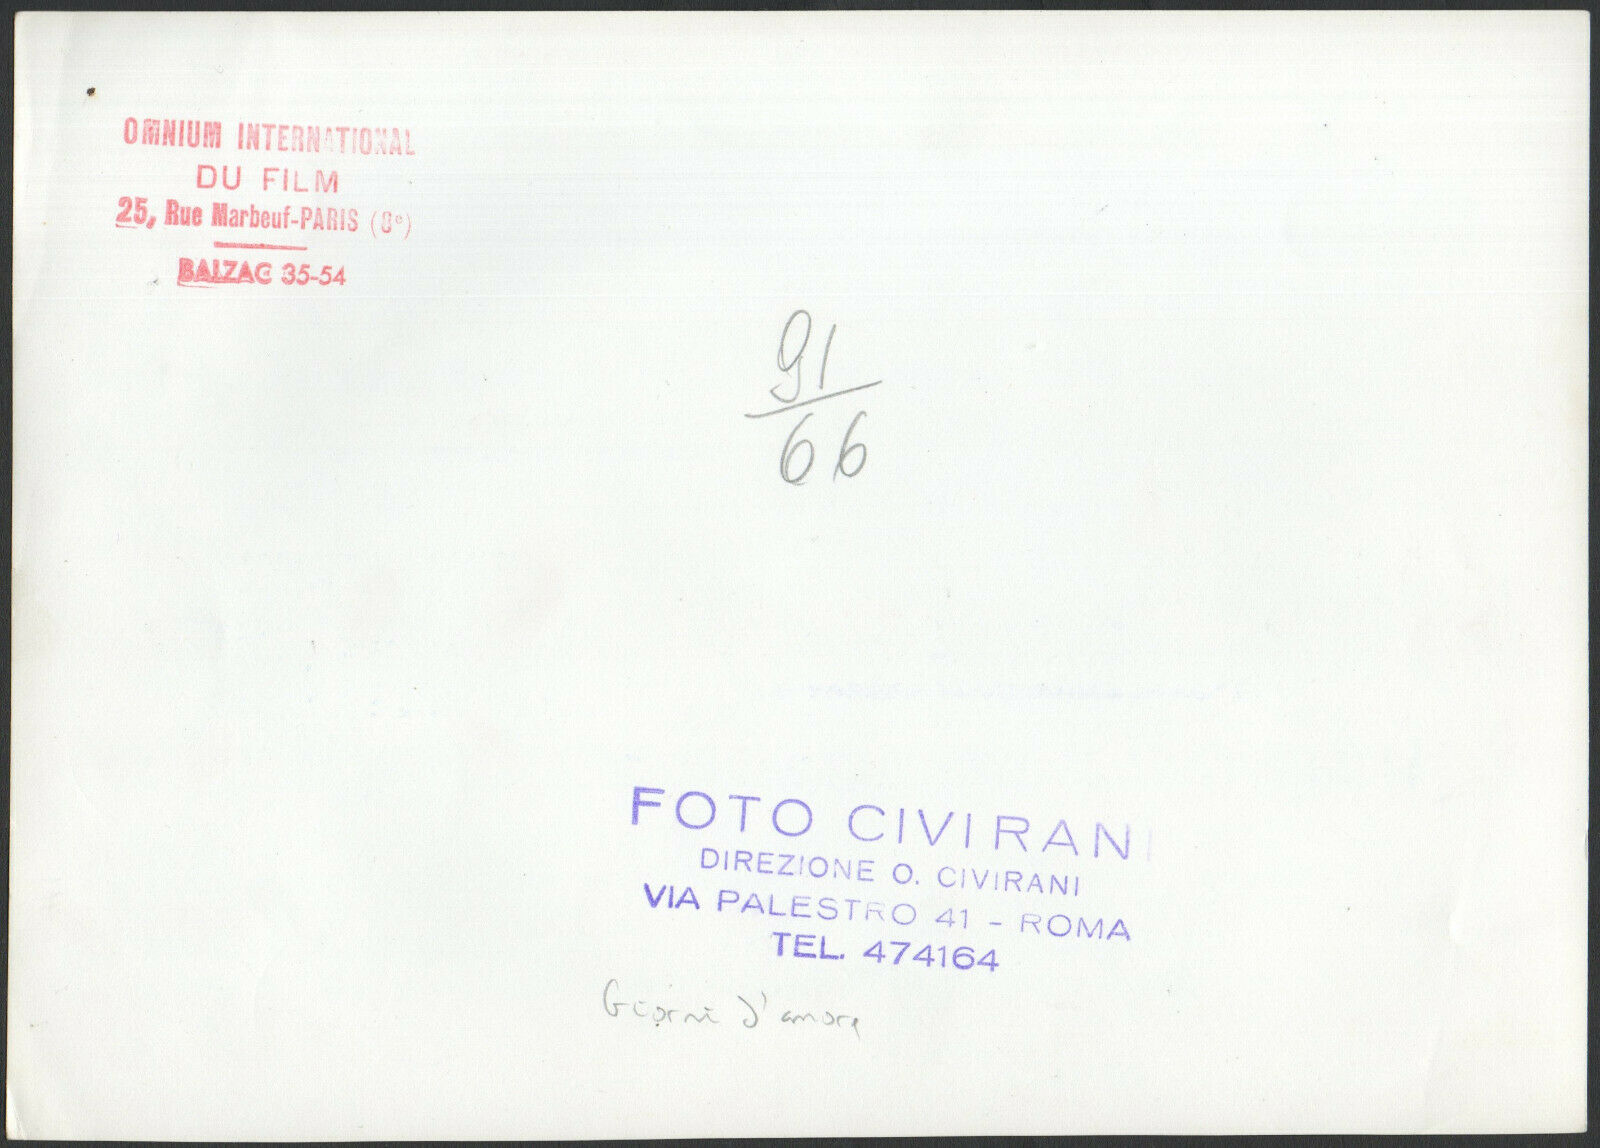 OMNIUM INTERNATIONAL
DU FILM
25, Rue Marbeuf-PARIS (8e)
BALZAC 35-54
91
66
FOTO CIVIRANI
DIREZIONE O. CIVIRANI
VIA PALESTRO 41 - ROMA
TEL. 474164
Giorni d'amore